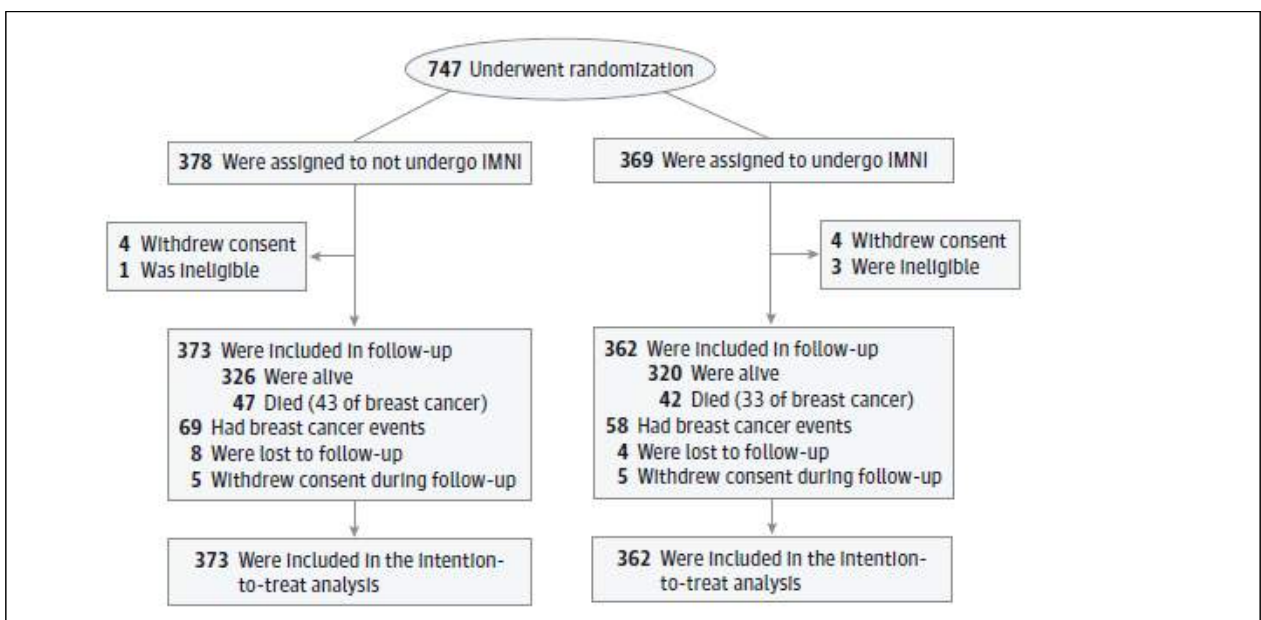 747 Underwent randomization
378 Were assigned to not undergo IMNI
369 Were assigned to undergo IMNI
4 Withdrew consent
1 Was ineligible
4 Withdrew consent
3 Were ineligible
373 Were included in follow-up
326 Were alive
47 Died (43 of breast cancer)
69 Had breast cancer events
8 Were lost to follow-up
5 Withdrew consent during follow-up
362 Were included in follow-up
320 Were alive
42 Died (33 of breast cancer)
58 Had breast cancer events
4 Were lost to follow-up
5 Withdrew consent during follow-up
373 Were included in the intention-
to-treat analysis
362 Were included in the intention-
to-treat analysis